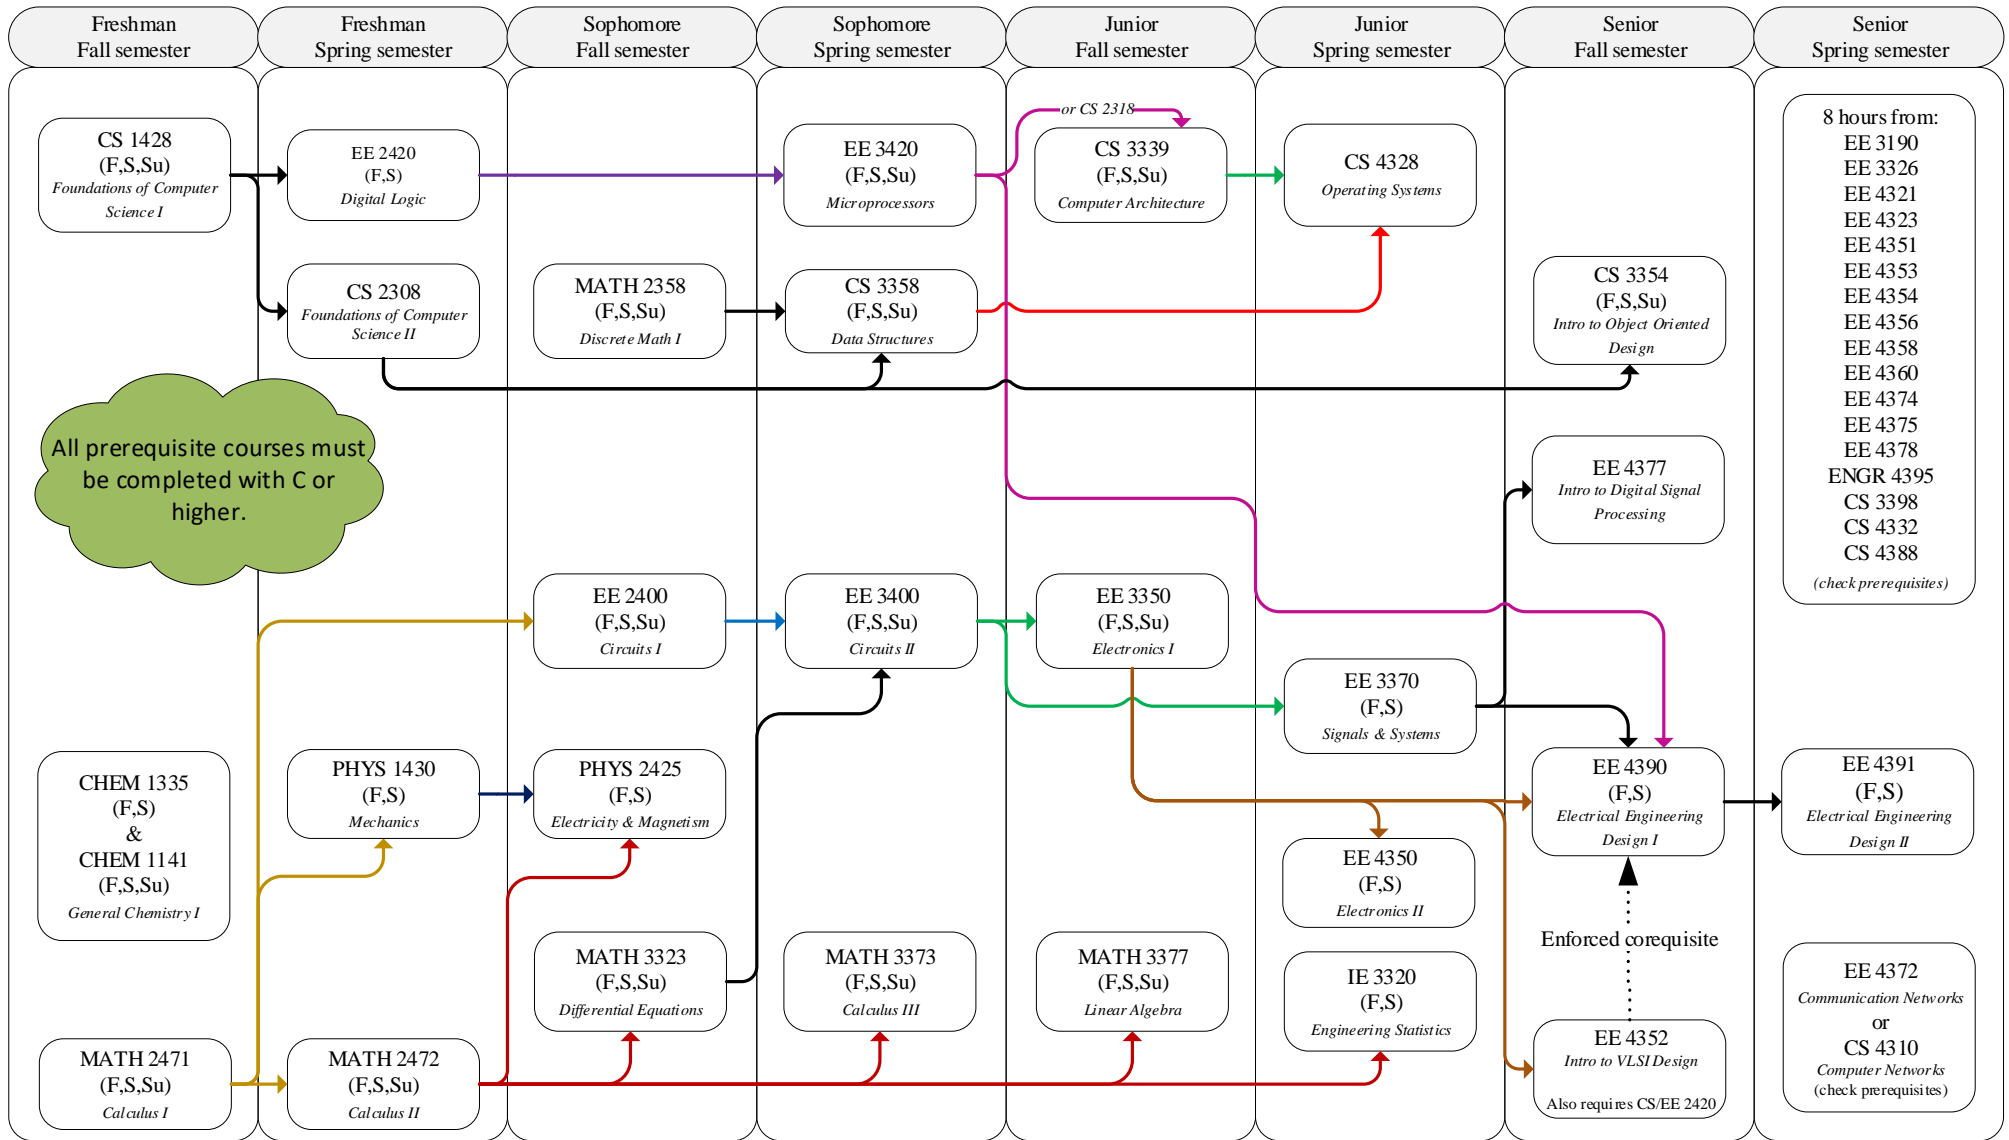 Freshman
Fall semester
Freshman
Spring semester
Sophomore
Fall semester
Sophomore
Spring semester
Junior
Fall semester
Junior
Spring semester
Senior
Fall semester
Senior
Spring semester
CS 1428
(F,S,Su)
Foundations of Computer
Science I
CHEM 1335
(F,S)
&
CHEM 1141
(F,S,Su)
General Chemistry I
MATH 2471
(F,S,Su)
Calculus I
All prerequisite courses must
be completed with C or
higher.
EE 2420
(F,S)
Digital Logic
CS 2308
Foundations of Computer
Science II
PHYS 1430
(F,S)
Mechanics
MATH 2472
(F,S,Su)
Calculus II
MATH 2358
(F,S,Su)
Discrete Math I
EE 2400
(F,S,Su)
Circuits I
PHYS 2425
(F,S)
Electricity & Magnetism
MATH 3323
(F,S,Su)
Differential Equations
EE 3420
(F,S,Su)
Microprocessors
CS 3358
(F,S,Su)
Data Structures
EE 3400
(F,S,Su)
Circuits II
MATH 3373
(F,S,Su)
Calculus III
or CS 2318
CS 3339
(F,S,Su)
Computer Architecture
EE 3350
(F,S,Su)
Electronics I
MATH 3377
(F,S,Su)
Linear Algebra
CS 4328
Operating Systems
EE 3370
(F,S)
Signals & Systems
EE 4350
(F,S)
Electronics II
IE 3320
(F,S)
Engineering Statistics
CS 3354
(F,S,Su)
Intro to Object Oriented
Design
EE 4377
Intro to Digital Signal
Processing
EE 4390
(F,S)
Electrical Engineering
Design I
Enforced corequisite
EE 4352
Intro to VLSI Design
Also requires CS/EE 2420
8 hours from:
EE 3190
EE 3326
EE 4321
EE 4323
EE 4351
EE 4353
EE 4354
EE 4356
EE 4358
EE 4360
EE 4374
EE 4375
EE 4378
ENGR 4395
CS 3398
CS 4332
CS 4388
(check prerequisites)
EE 4391
(F,S)
Electrical Engineering
Design II
EE 4372
Communication Networks
or
CS 4310
Computer Networks
(check prerequisites)